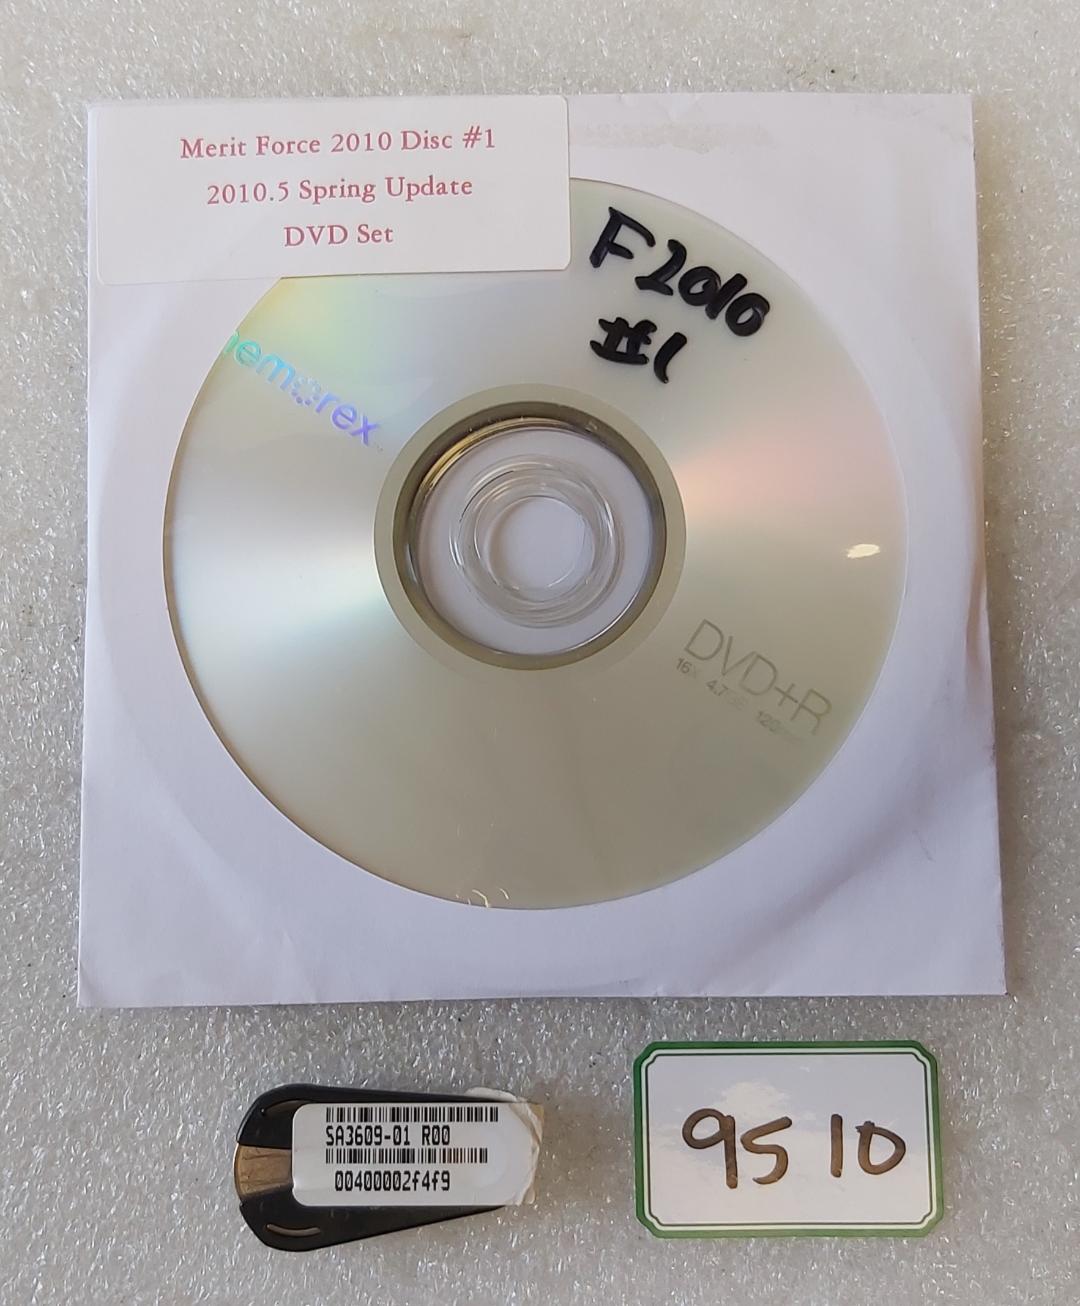 Merit Force 2010 Disc #1
2010.5 Spring Update
DVD Set
F2010
#1
memorex
DVD+R
16x 4.7GB 120
SA3609-01 R00
00400002f4f9
9510